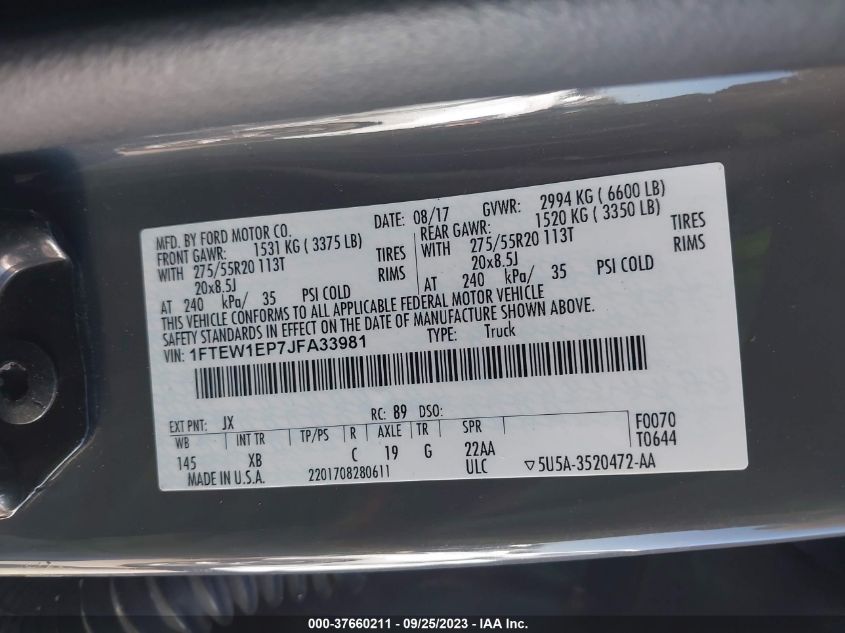 MFD. BY FORD MOTOR CO. DATE: 08/17 GVWR: 2994 KG ( 6600 LB)
FRONT GAWR: 1531 KG ( 3375 LB) REAR GAWR: 1520 KG ( 3350 LB)
WITH 275/55R20 113T TIRES WITH 275/55R20 113T TIRES
20x8.5J RIMS 20x8.5J RIMS
AT 240 kPa/ 35 PSI COLD AT 240 kPa/ 35 PSI COLD
THIS VEHICLE CONFORMS TO ALL APPLICABLE FEDERAL MOTOR VEHICLE
SAFETY STANDARDS IN EFFECT ON THE DATE OF MANUFACTURE SHOWN ABOVE.
VIN: 1FTEW1EP7JFA33981 TYPE: Truck
EXT PNT: JX RC: 89 DSO: F0070
WB INT TR TP/PS R AXLE TR SPR T0644
145 XB C 19 G 22AA
MADE IN U.S.A. 2201708280611 ULC ▽5U5A-3520472-AA
000-37660211 - 09/25/2023 - IAA Inc.